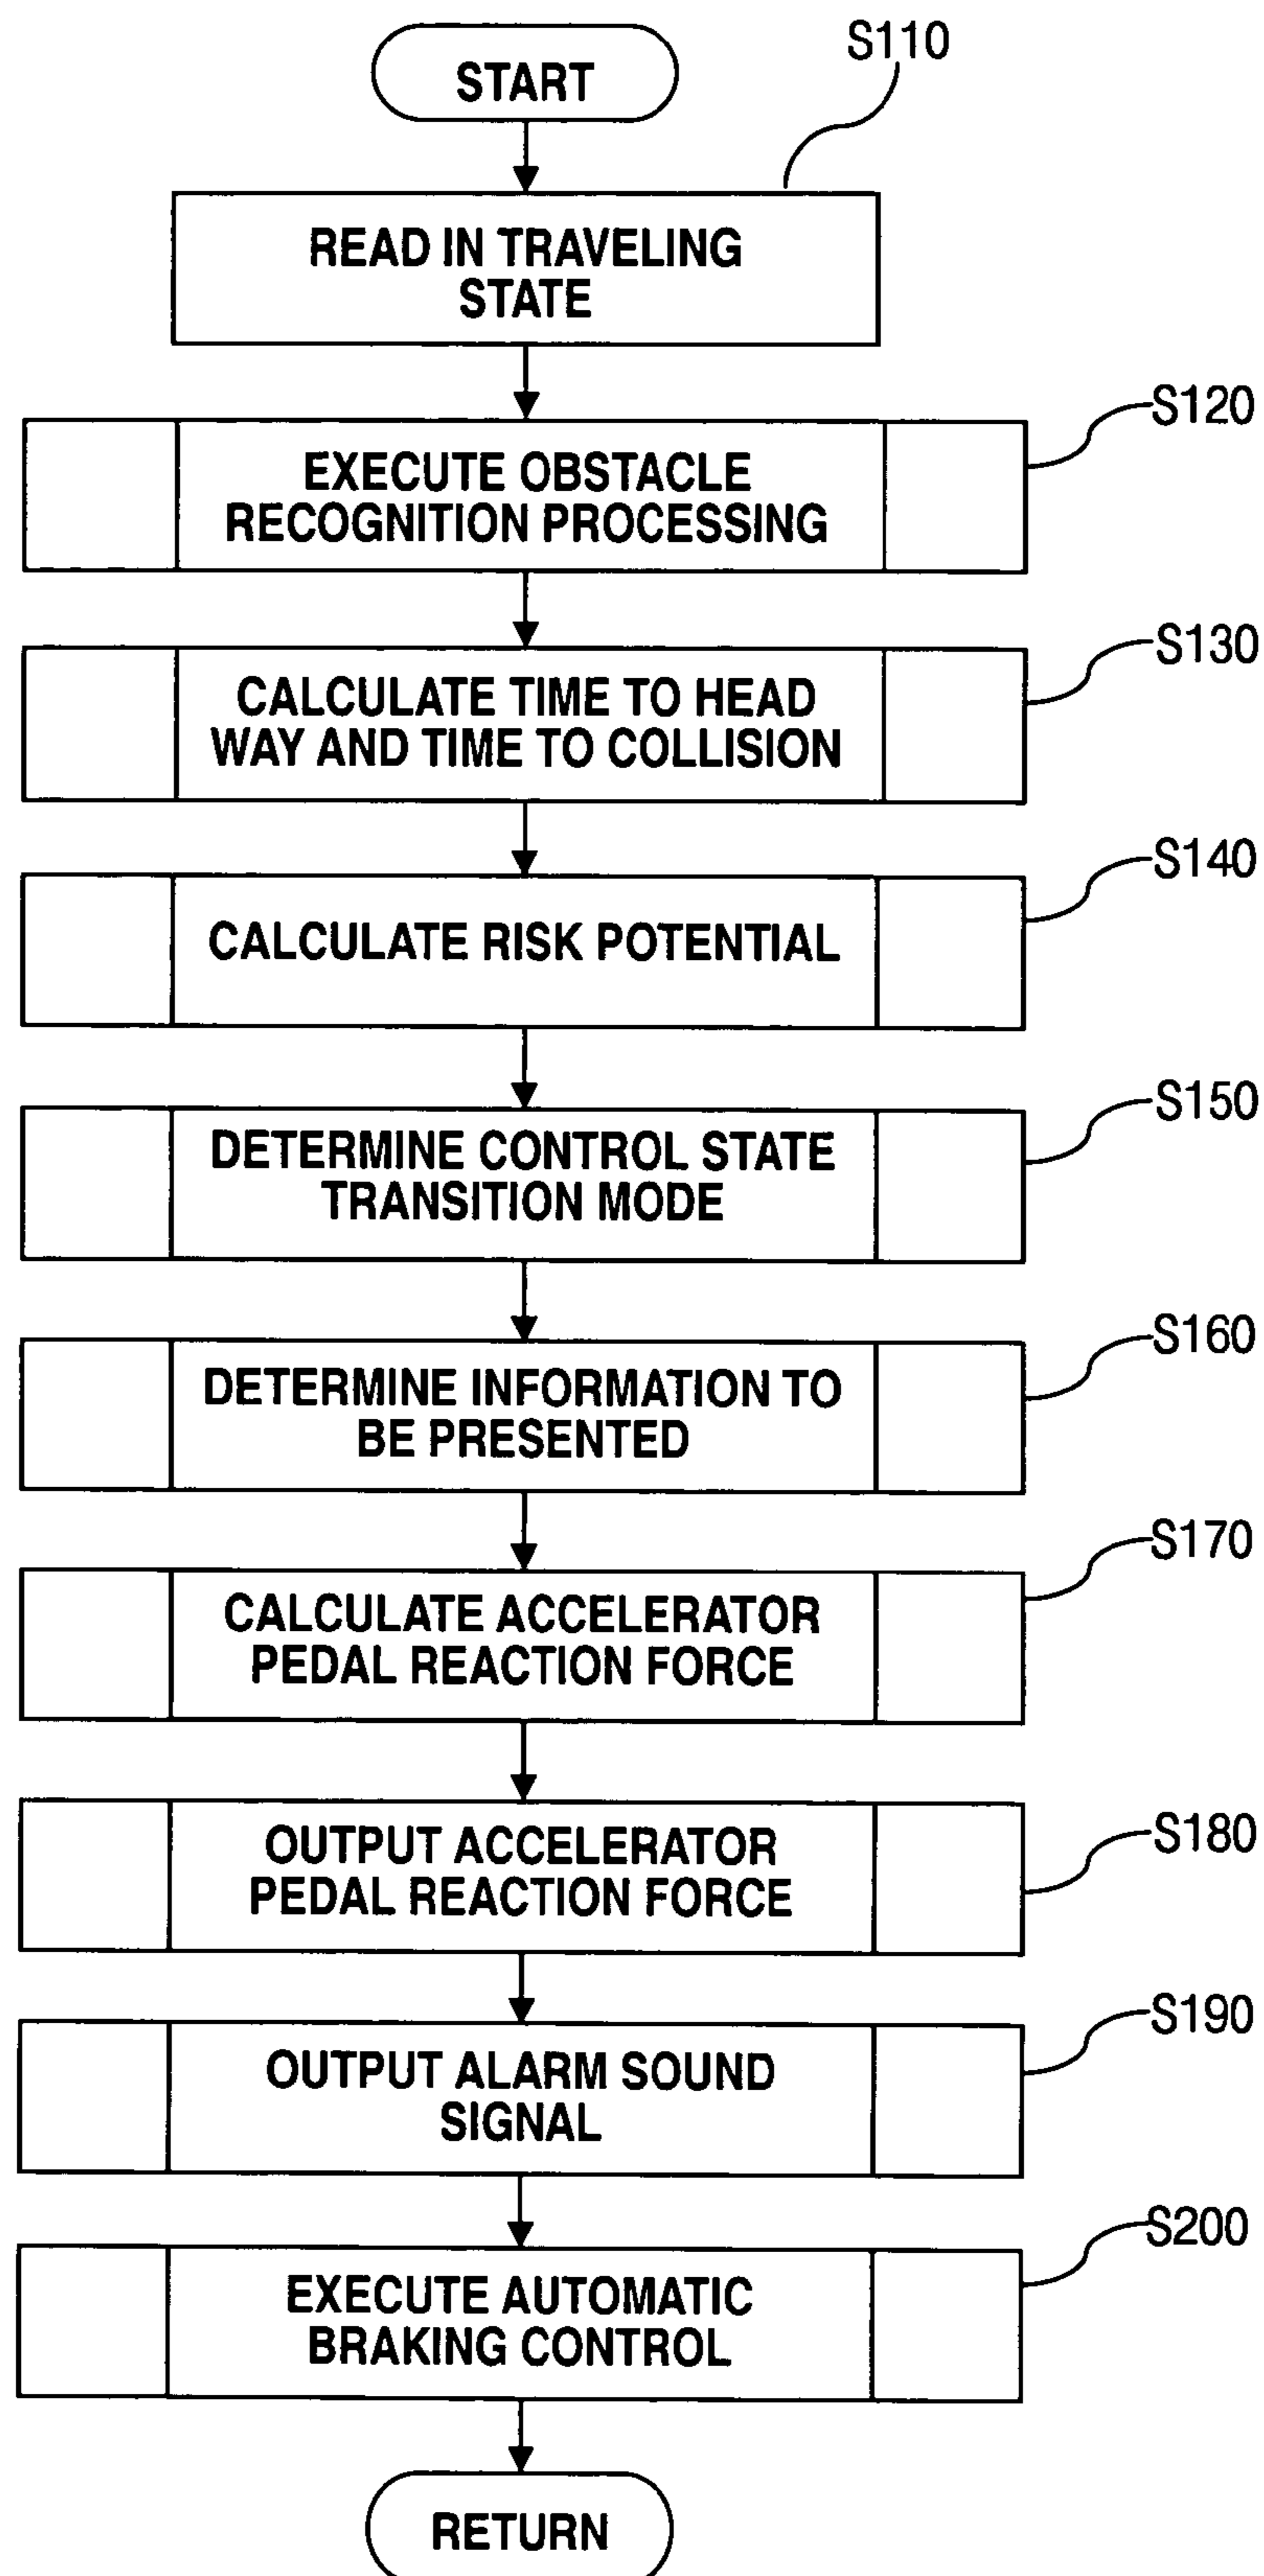 START
S110
READ IN TRAVELING
STATE
S120
EXECUTE OBSTACLE
RECOGNITION PROCESSING
S130
CALCULATE TIME TO HEAD
WAY AND TIME TO COLLISION
S140
CALCULATE RISK POTENTIAL
S150
DETERMINE CONTROL STATE
TRANSITION MODE
S160
DETERMINE INFORMATION TO
BE PRESENTED
S170
CALCULATE ACCELERATOR
PEDAL REACTION FORCE
S180
OUTPUT ACCELERATOR
PEDAL REACTION FORCE
S190
OUTPUT ALARM SOUND
SIGNAL
S200
EXECUTE AUTOMATIC
BRAKING CONTROL
RETURN